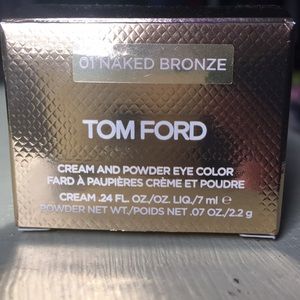 01 NAKED BRONZE
TOM FORD
CREAM AND POWDER EYE COLOR
FARD À PAUPIÈRES CRÈME ET POUDRE
CREAM .24 FL. OZ/OZ. LIQ./7 ml ℮
POWDER NET WT./POIDS NET .07 OZ/2.2 g